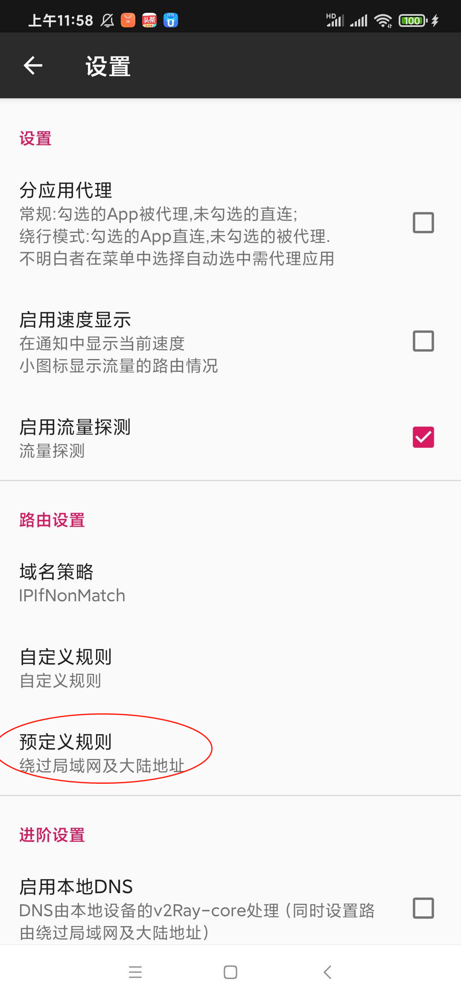 上午11:58
头条
HD
100
设置
设置
分应用代理
常规:勾选的App被代理,未勾选的直连;
绕行模式:勾选的App直连,未勾选的被代理.
不明白者在菜单中选择自动选中需代理应用
启用速度显示
在通知中显示当前速度
小图标显示流量的路由情况
启用流量探测
流量探测
路由设置
域名策略
IPIfNonMatch
自定义规则
自定义规则
预定义规则
绕过局域网及大陆地址
进阶设置
启用本地DNS
DNS由本地设备的v2Ray-core处理（同时设置路
由绕过局域网及大陆地址）